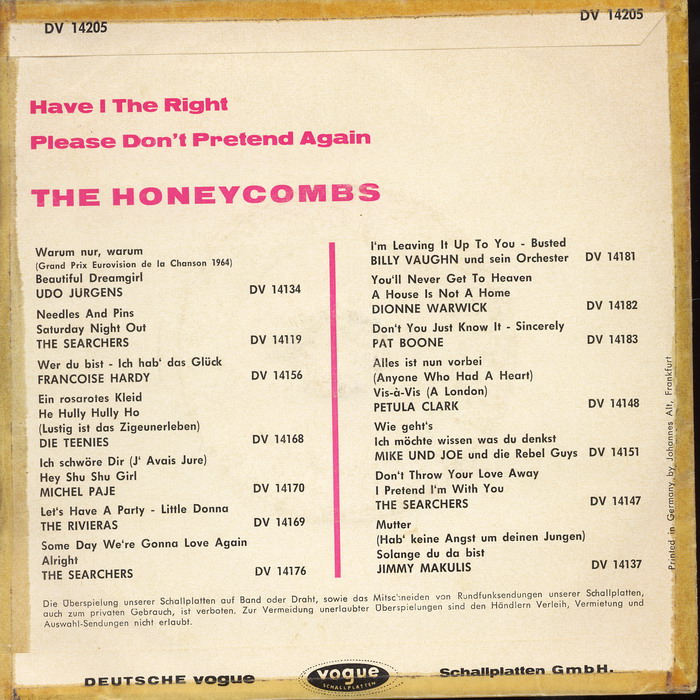 DV 14205
DV 14205
Have I The Right
Please Don't Pretend Again
THE HONEYCOMBS
Warum nur, warum
(Grand Prix Eurovision de la Chanson 1964)
Beautiful Dreamgirl
UDO JÜRGENS DV 14134
Needles And Pins
Saturday Night Out
THE SEARCHERS DV 14119
Wer du bist - Ich hab' das Glück
FRANCOISE HARDY DV 14156
Ein rosarotes Kleid
He Hully Hully Ho
(Lustig ist das Zigeunerleben)
DIE TEENIES DV 14168
Ich schwöre Dir (J' Avais Jure)
Hey Shu Shu Girl
MICHEL PAJE DV 14170
Let's Have A Party - Little Donna
THE RIVIERAS DV 14169
Some Day We're Gonna Love Again
Alright
THE SEARCHERS DV 14176
I'm Leaving It Up To You - Busted
BILLY VAUGHN und sein Orchester DV 14181
You'll Never Get To Heaven
A House Is Not A Home
DIONNE WARWICK DV 14182
Don't You Just Know It - Sincerely
PAT BOONE DV 14183
Alles ist nun vorbei
(Anyone Who Had A Heart)
Vis-à-Vis (A London)
PETULA CLARK DV 14148
Wie geht's
Ich möchte wissen was du denkst
MIKE UND JOE und die Rebel Guys DV 14151
Don't Throw Your Love Away
I Pretend I'm With You
THE SEARCHERS DV 14147
Mutter
(Hab' keine Angst um deinen Jungen)
Solange du da bist
JIMMY MAKULIS DV 14137
Die Überspielung unserer Schallplatten auf Band oder Draht, sowie das Mitschneiden von Rundfunksendungen unserer Schallplatten,
auch zum privaten Gebrauch, ist verboten. Zur Vermeidung unerlaubter Überspielungen sind den Händlern Verleih, Vermietung und
Auswahl-Sendungen nicht erlaubt.
Printed in Germany by Johannes Alt, Frankfurt
DEUTSCHE vogue
vogue
SCHALLPLATTEN
Schallplatten GmbH.